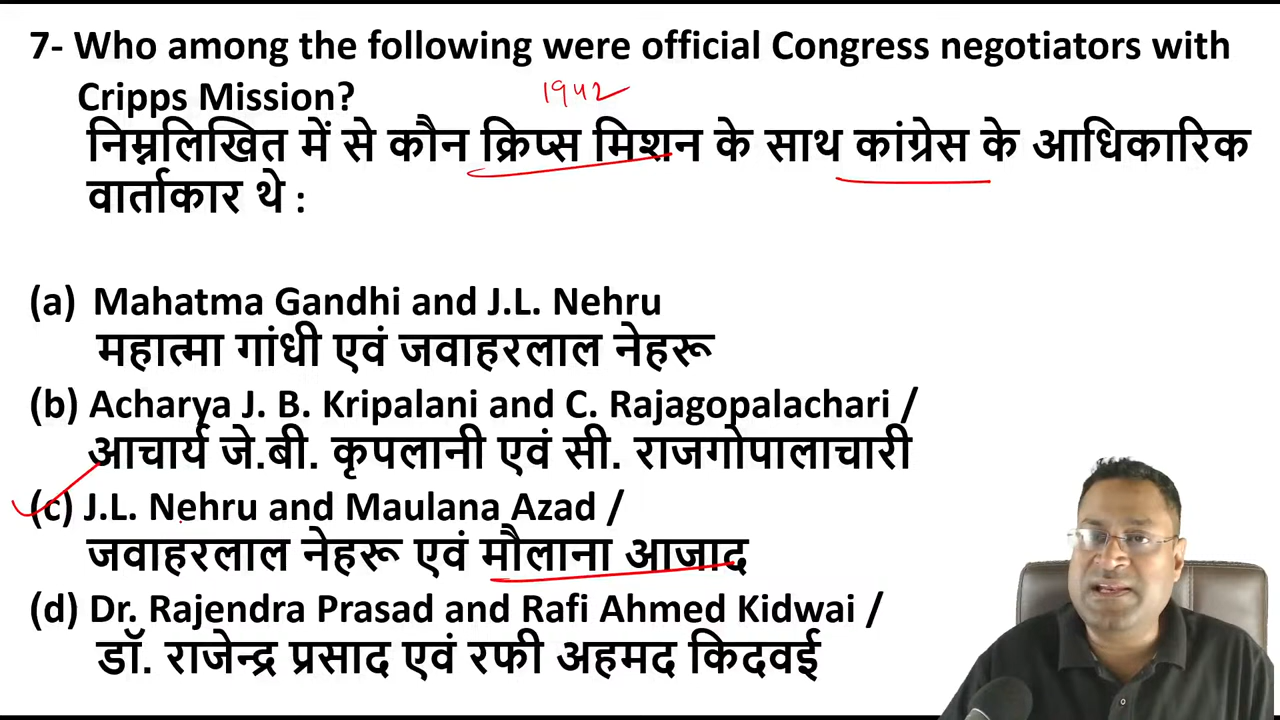 7- Who among the following were official Congress negotiators with
Cripps Mission?
1942
निम्नलिखित में से कौन क्रिप्स मिशन के साथ कांग्रेस के आधिकारिक
वार्ताकार थे :
(a) Mahatma Gandhi and J.L. Nehru
महात्मा गांधी एवं जवाहरलाल नेहरू
(b) Acharya J. B. Kripalani and C. Rajagopalachari /
आचार्य जे.बी. कृपलानी एवं सी. राजगोपालाचारी
(c) J.L. Nehru and Maulana Azad /
जवाहरलाल नेहरू एवं मौलाना आजाद
(d) Dr. Rajendra Prasad and Rafi Ahmed Kidwai /
डॉ. राजेन्द्र प्रसाद एवं रफी अहमद किदवई